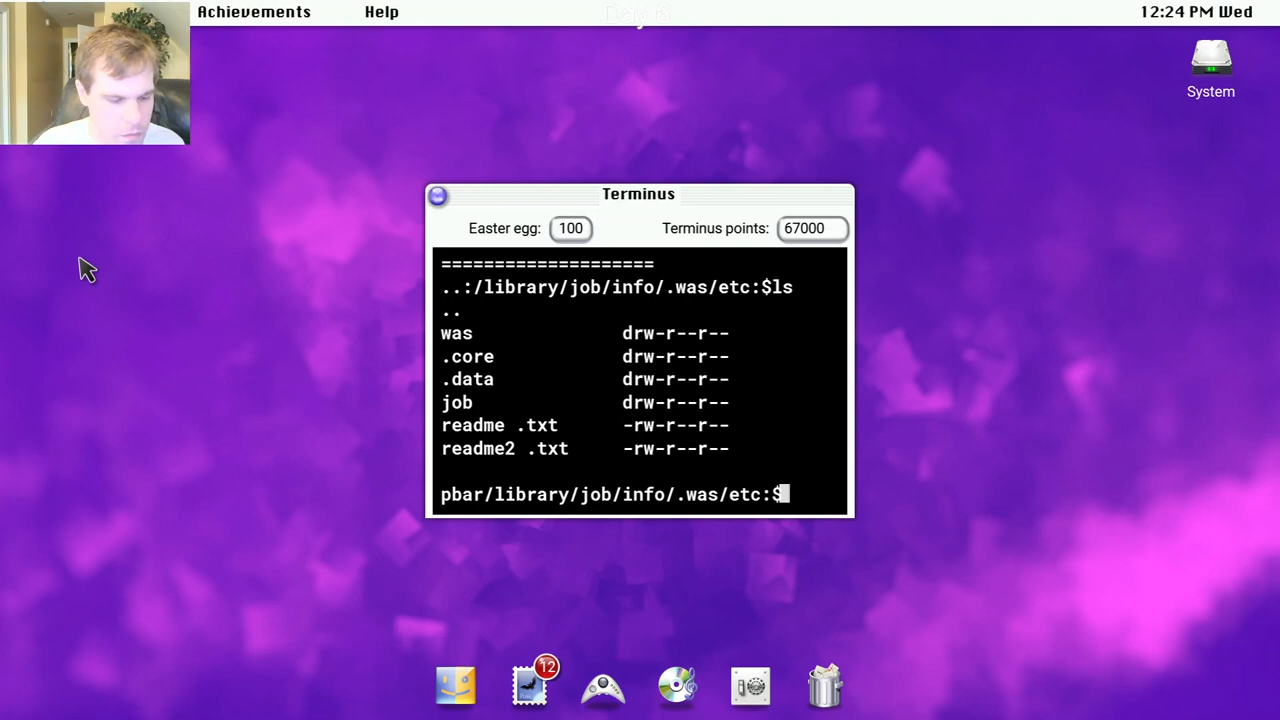 Achievements Help 12:24 PM Wed
System
Terminus
Easter egg: 100 Terminus points: 67000
====================
..:/library/job/info/.was/etc:$ls
..
was drw-r--r--
.core drw-r--r--
.data drw-r--r--
job drw-r--r--
readme .txt -rw-r--r--
readme2 .txt -rw-r--r--
pbar/library/job/info/.was/etc:$
12